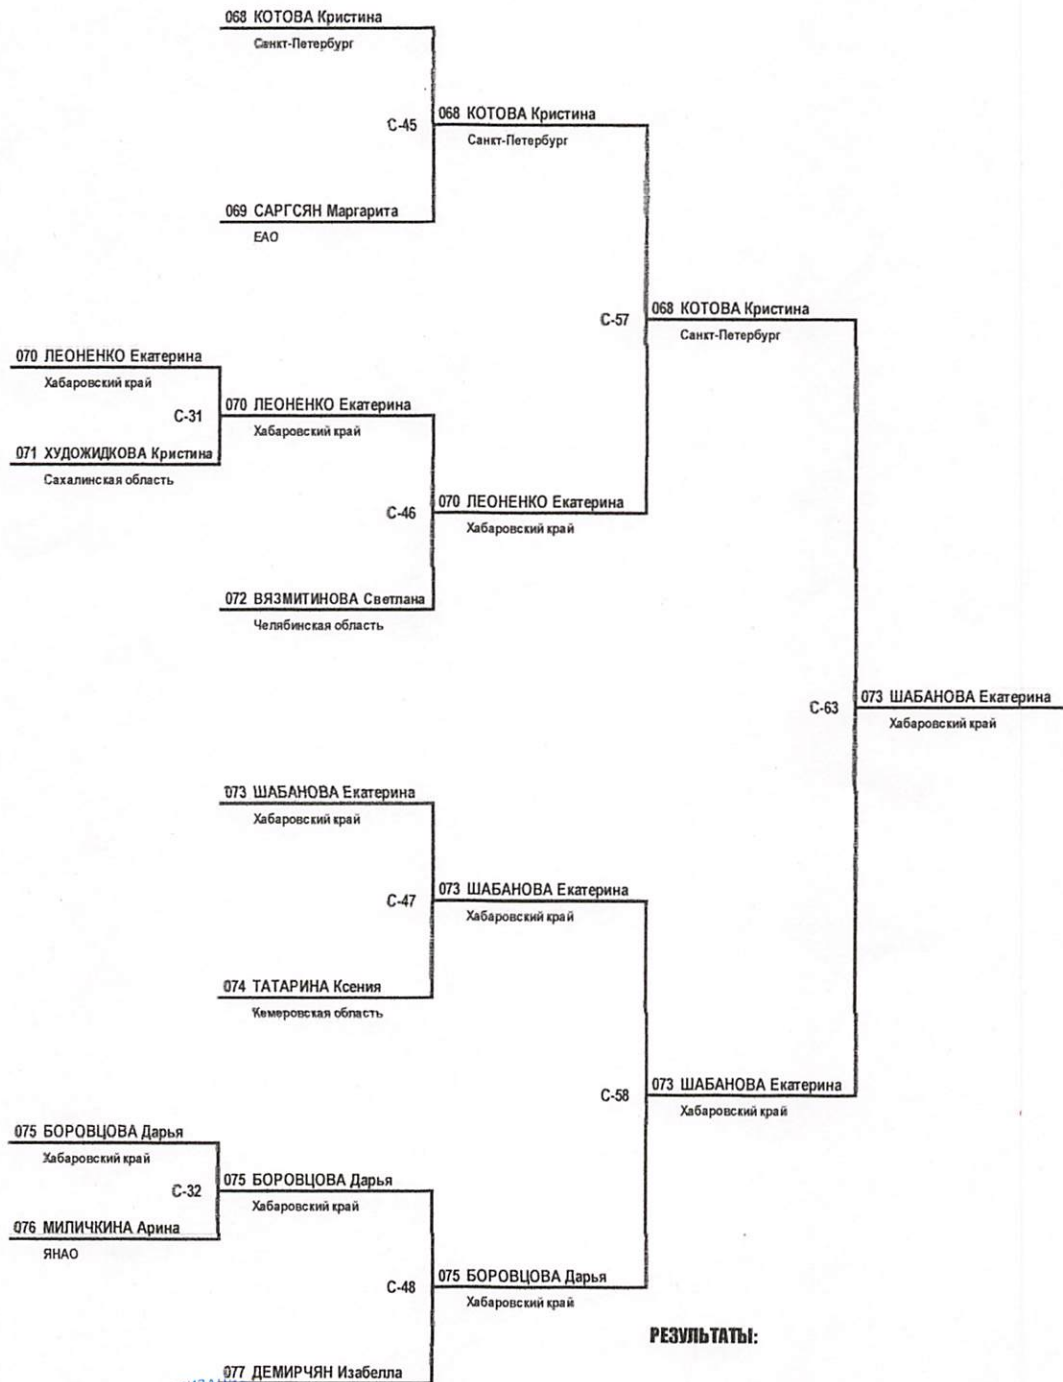 068 КОТОВА Кристина
Санкт-Петербург
С-45
068 КОТОВА Кристина
Санкт-Петербург
069 САРГСЯН Маргарита
ЕАО
С-57
068 КОТОВА Кристина
Санкт-Петербург
070 ЛЕОНЕНКО Екатерина
Хабаровский край
С-31
070 ЛЕОНЕНКО Екатерина
Хабаровский край
071 ХУДОЖИДКОВА Кристина
Сахалинская область
С-46
070 ЛЕОНЕНКО Екатерина
Хабаровский край
072 ВЯЗМИТИНОВА Светлана
Челябинская область
С-63
073 ШАБАНОВА Екатерина
Хабаровский край
073 ШАБАНОВА Екатерина
Хабаровский край
С-47
073 ШАБАНОВА Екатерина
Хабаровский край
074 ТАТАРИНА Ксения
Кемеровская область
С-58
073 ШАБАНОВА Екатерина
Хабаровский край
075 БОРОВЦОВА Дарья
Хабаровский край
С-32
075 БОРОВЦОВА Дарья
Хабаровский край
076 МИЛИЧКИНА Арина
ЯНАО
С-48
075 БОРОВЦОВА Дарья
Хабаровский край
РЕЗУЛЬТАТЫ:
077 ДЕМИРЧЯН Изабелла